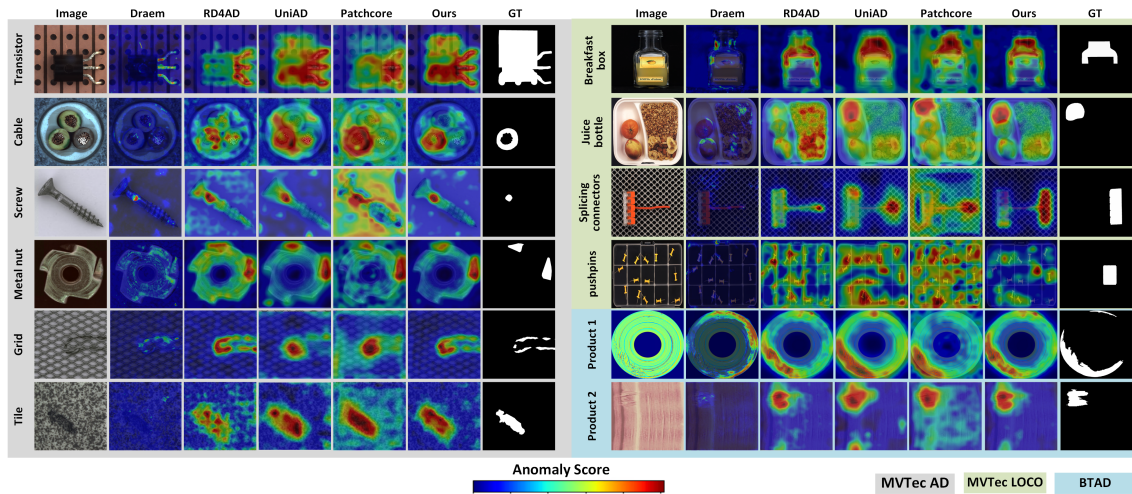 Image Draem RD4AD UniAD Patchcore Ours GT
Transistor
Cable
Screw
Metal nut
Grid
Tile
Image Draem RD4AD UniAD Patchcore Ours GT
Breakfast
box
Juice
bottle
Splicing
connectors
pushpins
Product 1
Product 2
Anomaly Score
MVTec AD
MVTec LOCO
BTAD